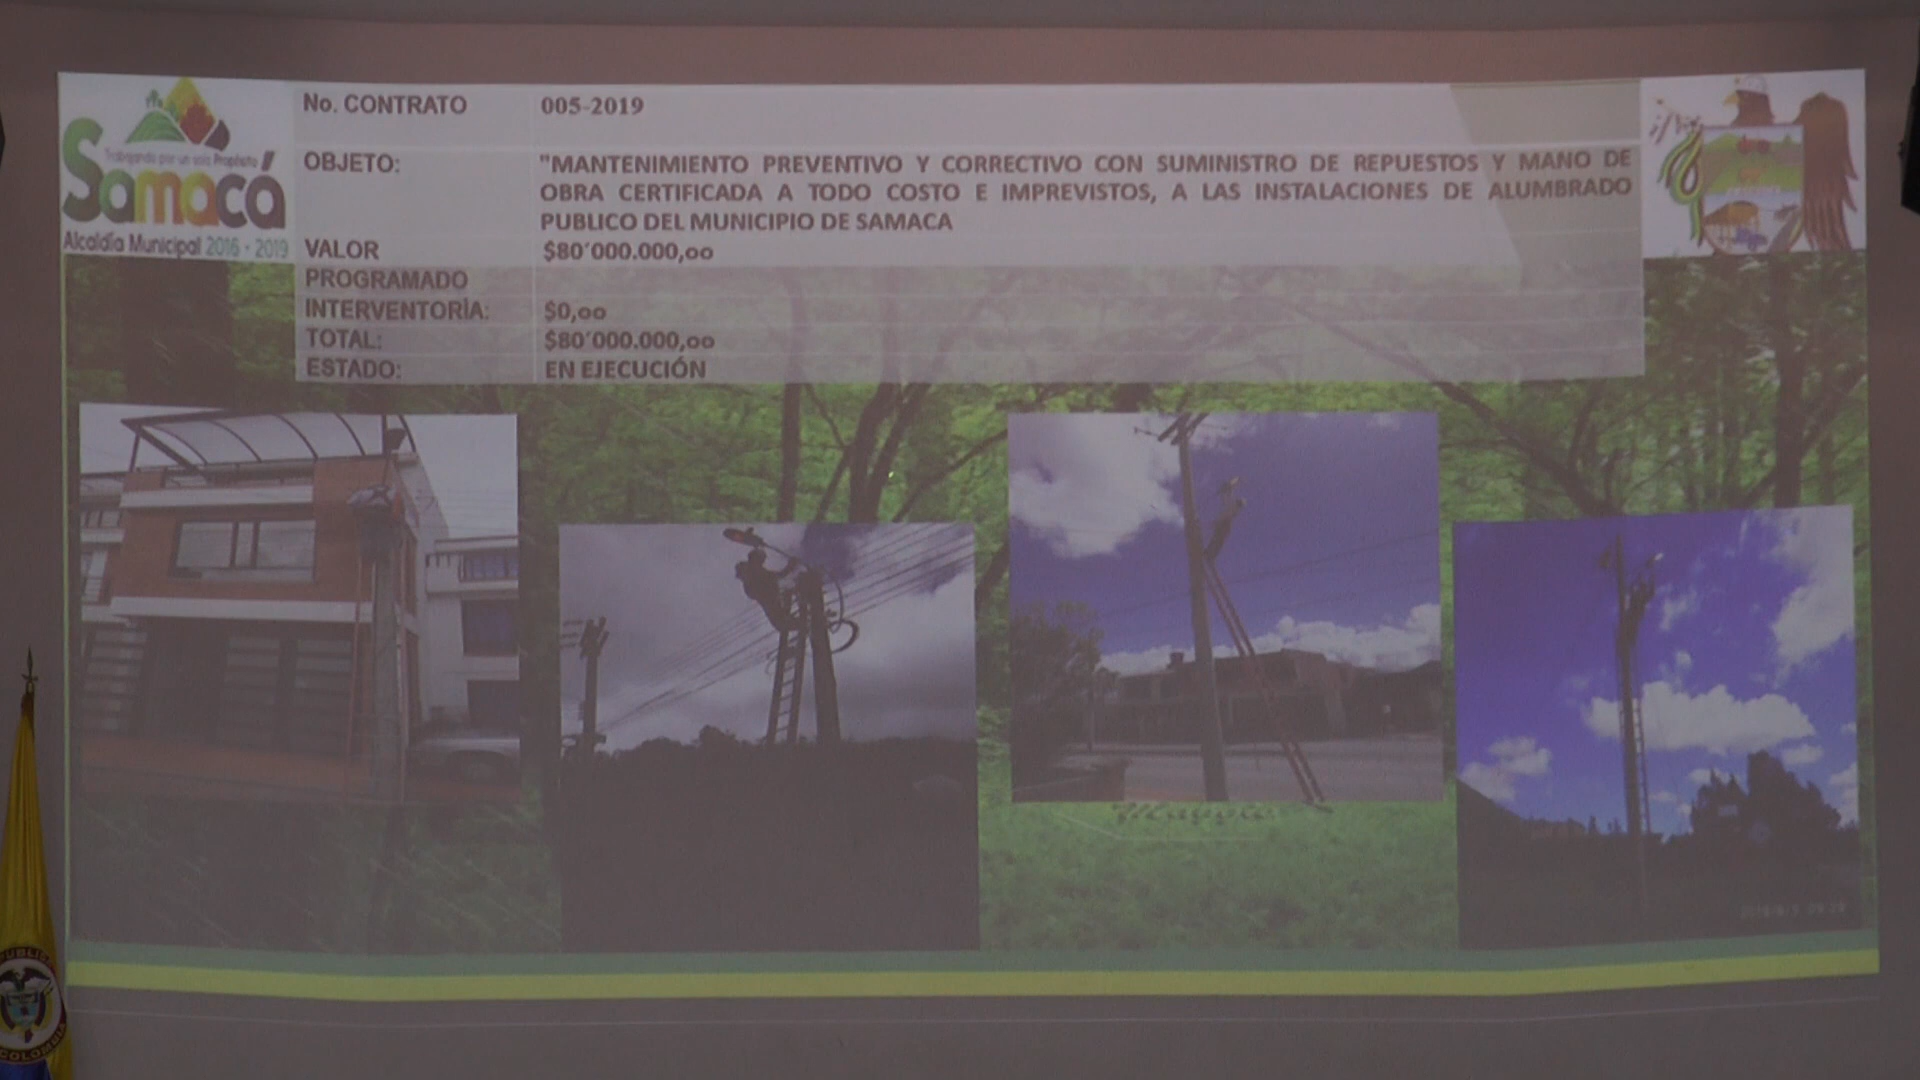 No. CONTRATO 005-2019
Trabajando por un solo Propósito
Samacá
Alcaldía Municipal 2016 - 2019
OBJETO: "MANTENIMIENTO PREVENTIVO Y CORRECTIVO CON SUMINISTRO DE REPUESTOS Y MANO DE
OBRA CERTIFICADA A TODO COSTO E IMPREVISTOS, A LAS INSTALACIONES DE ALUMBRADO
PUBLICO DEL MUNICIPIO DE SAMACA
VALOR $80´000.000,oo
PROGRAMADO
INTERVENTORÌA: $0,oo
TOTAL: $80´000.000,oo
ESTADO: EN EJECUCIÓN
COLOMBIA